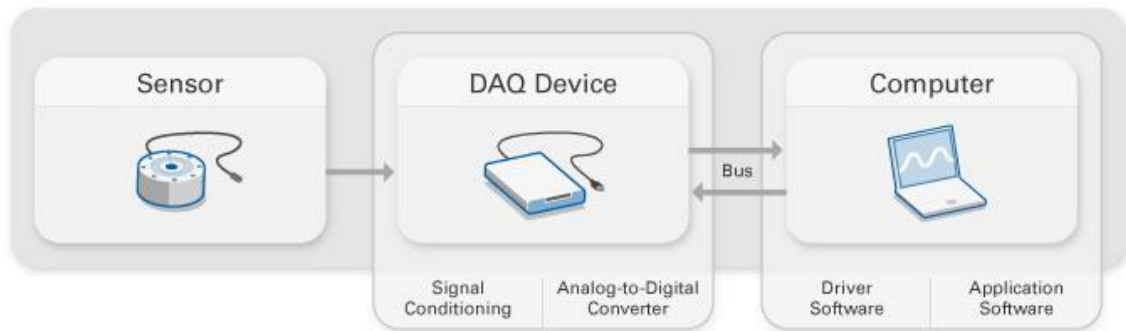 Sensor
DAQ Device
Computer
Bus
Signal
Conditioning
Analog-to-Digital
Converter
Driver
Software
Application
Software